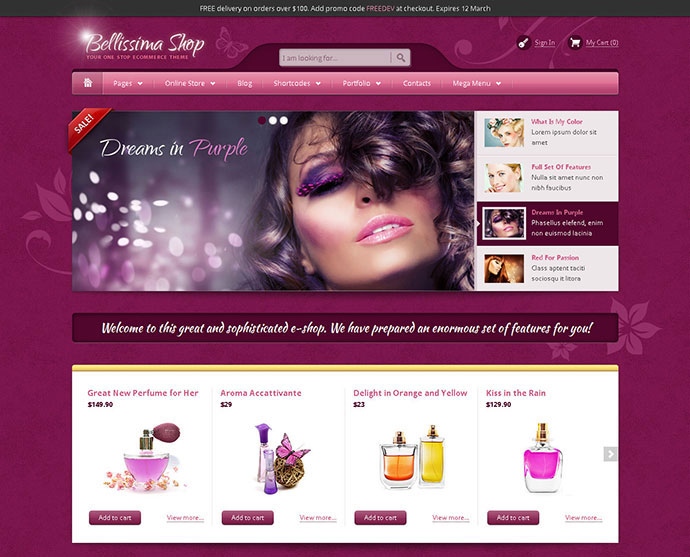 FREE delivery on orders over $100. Add promo code FREEDEV at checkout. Expires 12 March
Bellissima Shop
YOUR ONE STOP ECOMMERCE THEME
I am looking for...
Sign In
My Cart (0)
Pages
Online Store
Blog
Shortcodes
Portfolio
Contacts
Mega Menu
SALE!
Dreams in Purple
What Is My Color
Lorem ipsum dolor sit
amet
Full Set Of Features
Nulla sit amet nunc non
nibh faucibus
Dreams In Purple
Phasellus elefend, enim
non euismod lacinia
Red For Passion
Class aptent taciti
sociosqu it litora
Welcome to this great and sophisticated e-shop. We have prepared an enormous set of features for you!
Great New Perfume for Her
$149.90
Add to cart
View more...
Aroma Accattivante
$29
Add to cart
View more...
Delight in Orange and Yellow
$23
Add to cart
View more...
Kiss in the Rain
$129.90
Add to cart
View more...